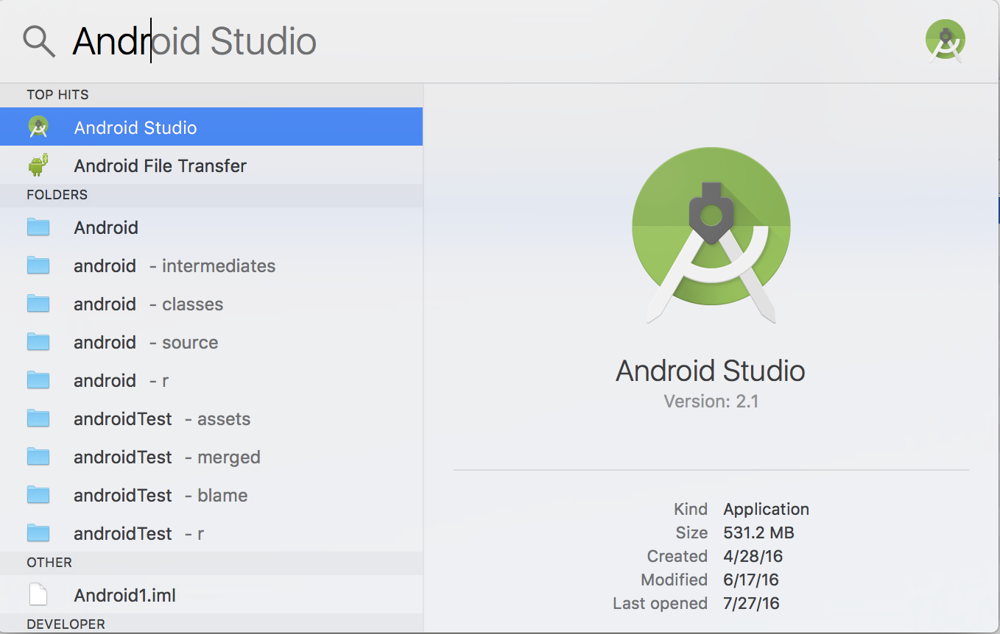 Android Studio
TOP HITS
Android Studio
Android File Transfer
FOLDERS
Android
android - intermediates
android - classes
android - source
android - r
androidTest - assets
androidTest - merged
androidTest - blame
androidTest - r
OTHER
Android1.iml
DEVELOPER
Android Studio
Version: 2.1
Kind Application
Size 531.2 MB
Created 4/28/16
Modified 6/17/16
Last opened 7/27/16